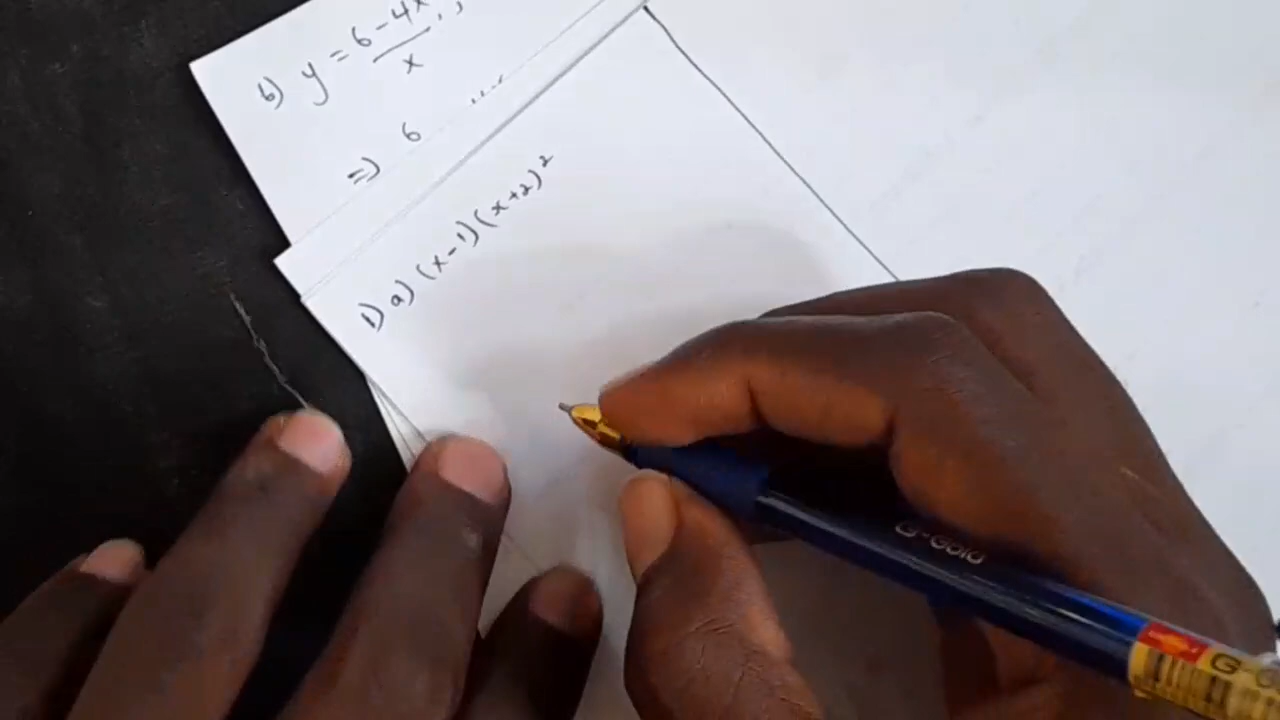 b) y = 6 - 4x / x
=> 6
1) a) (x-1)(x+2)²
G-Gold